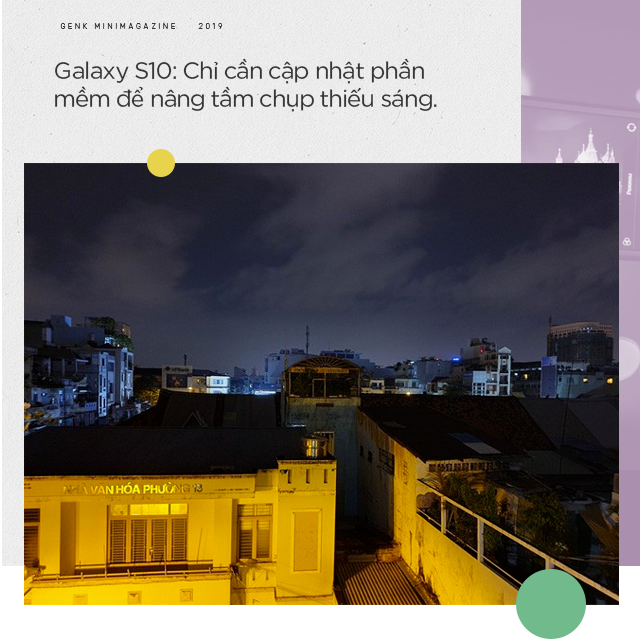 GENK MINIMAGAZINE 2019
Galaxy S10: Chỉ cần cập nhật phần
mềm để nâng tầm chụp thiếu sáng.
NHÀ VĂN HÓA PHƯỜNG 13